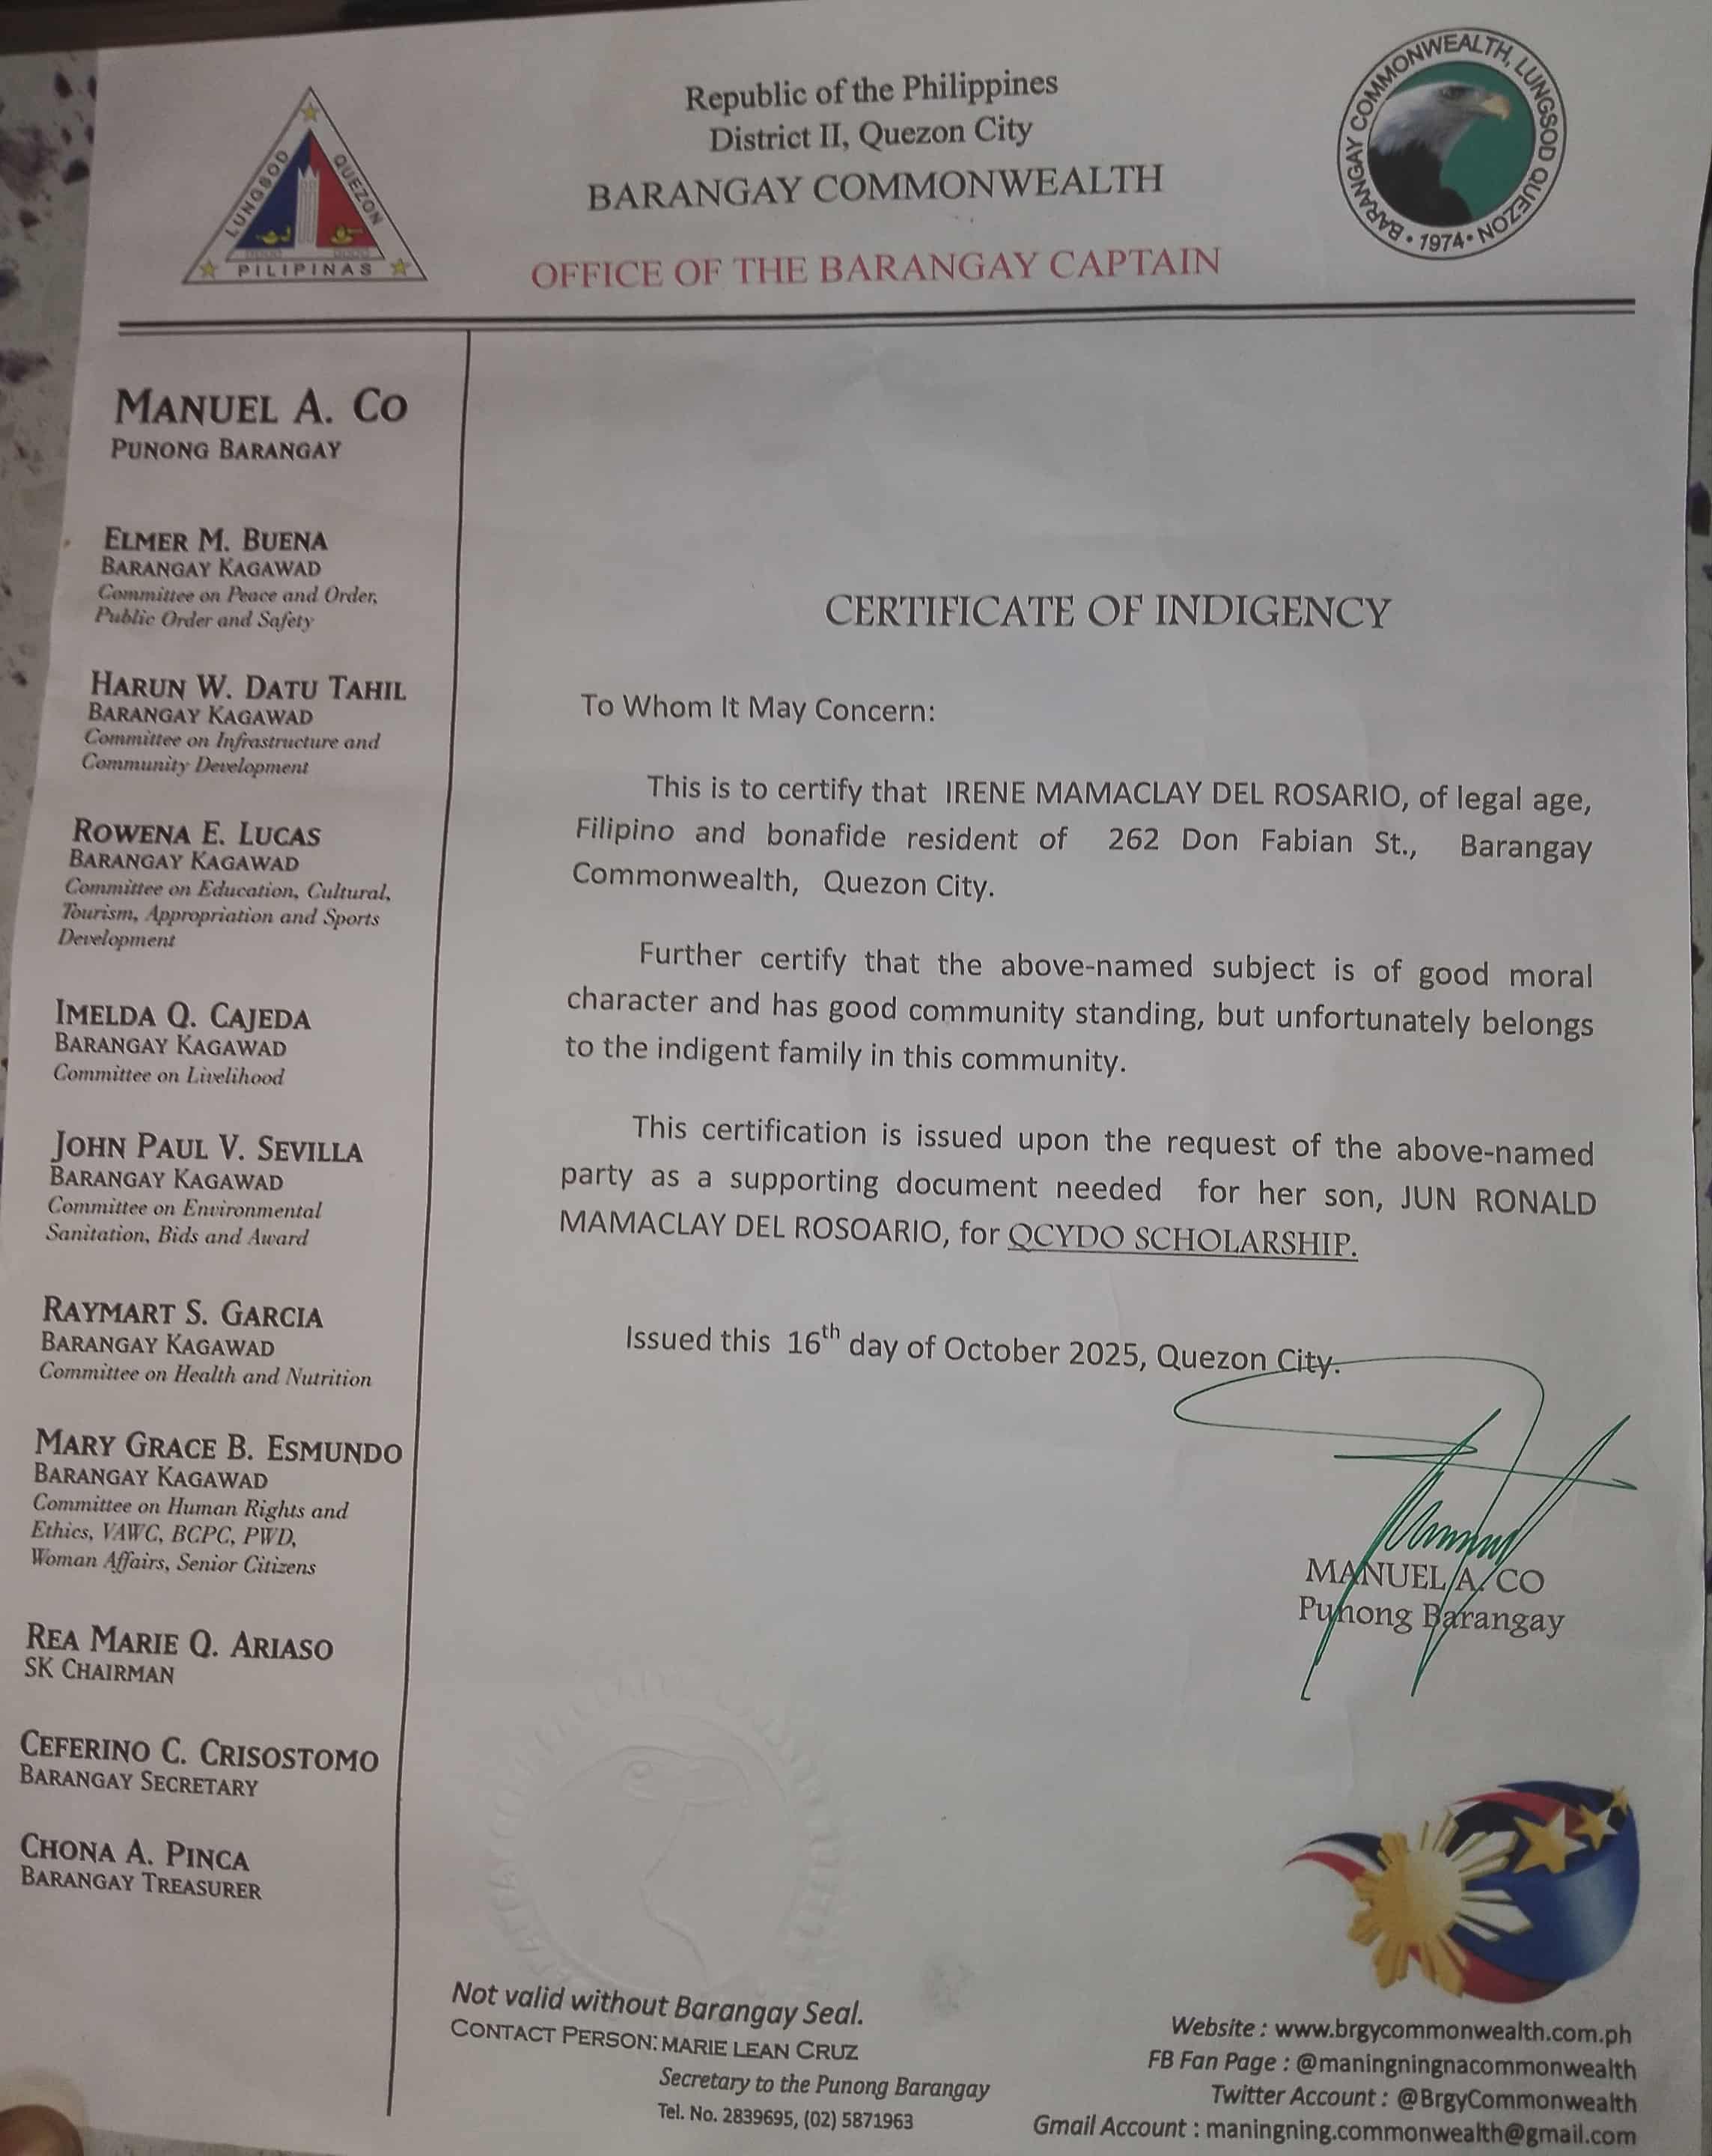 LUNGSOD QUEZON
PILIPINAS
Republic of the Philippines
District II, Quezon City
BARANGAY COMMONWEALTH
OFFICE OF THE BARANGAY CAPTAIN
BARANGAY COMMONWEALTH, LUNGSOD QUEZON • 1974 •
MANUEL A. CO
PUNONG BARANGAY
ELMER M. BUENA
BARANGAY KAGAWAD
Committee on Peace and Order,
Public Order and Safety
HARUN W. DATU TAHIL
BARANGAY KAGAWAD
Committee on Infrastructure and
Community Development
ROWENA E. LUCAS
BARANGAY KAGAWAD
Committee on Education, Cultural,
Tourism, Appropriation and Sports
Development
IMELDA Q. CAJEDA
BARANGAY KAGAWAD
Committee on Livelihood
JOHN PAUL V. SEVILLA
BARANGAY KAGAWAD
Committee on Environmental
Sanitation, Bids and Award
RAYMART S. GARCIA
BARANGAY KAGAWAD
Committee on Health and Nutrition
MARY GRACE B. ESMUNDO
BARANGAY KAGAWAD
Committee on Human Rights and
Ethics, VAWC, BCPC, PWD,
Woman Affairs, Senior Citizens
REA MARIE Q. ARIASO
SK CHAIRMAN
CEFERINO C. CRISOSTOMO
BARANGAY SECRETARY
CHONA A. PINCA
BARANGAY TREASURER
CERTIFICATE OF INDIGENCY
To Whom It May Concern:
This is to certify that IRENE MAMACLAY DEL ROSARIO, of legal age,
Filipino and bonafide resident of 262 Don Fabian St., Barangay
Commonwealth, Quezon City.
Further certify that the above-named subject is of good moral
character and has good community standing, but unfortunately belongs
to the indigent family in this community.
This certification is issued upon the request of the above-named
party as a supporting document needed for her son, JUN RONALD
MAMACLAY DEL ROSOARIO, for QCYDO SCHOLARSHIP.
Issued this 16th day of October 2025, Quezon City.
MANUEL A. CO
Punong Barangay
Not valid without Barangay Seal.
CONTACT PERSON: MARIE LEAN CRUZ
Secretary to the Punong Barangay
Tel. No. 2839695, (02) 5871963
Website : www.brgycommonwealth.com.ph
FB Fan Page : @maningningnacommonwealth
Twitter Account : @BrgyCommonwealth
Gmail Account : maningning.commonwealth@gmail.com